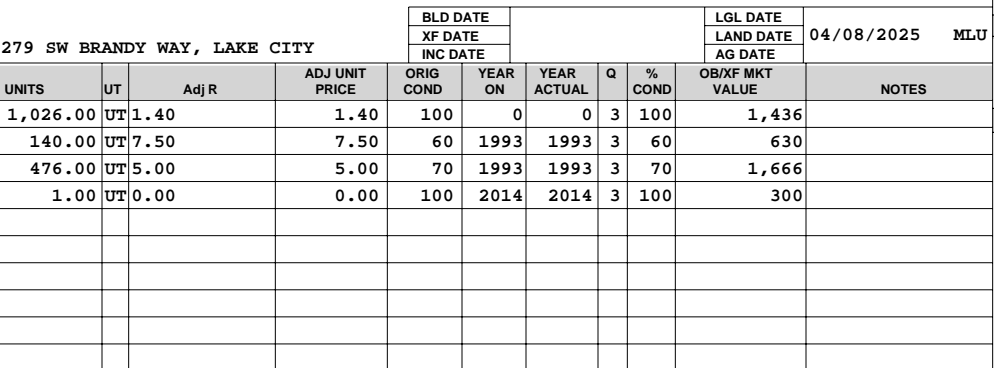 BLD DATE LGL DATE
XF DATE LAND DATE 04/08/2025 MLU
279 SW BRANDY WAY, LAKE CITY INC DATE AG DATE
UNITS UT Adj R ADJ UNIT PRICE ORIG COND YEAR ON YEAR ACTUAL Q % COND OB/XF MKT VALUE NOTES
1,026.00 UT 1.40 1.40 100 0 0 3 100 1,436
140.00 UT 7.50 7.50 60 1993 1993 3 60 630
476.00 UT 5.00 5.00 70 1993 1993 3 70 1,666
1.00 UT 0.00 0.00 100 2014 2014 3 100 300